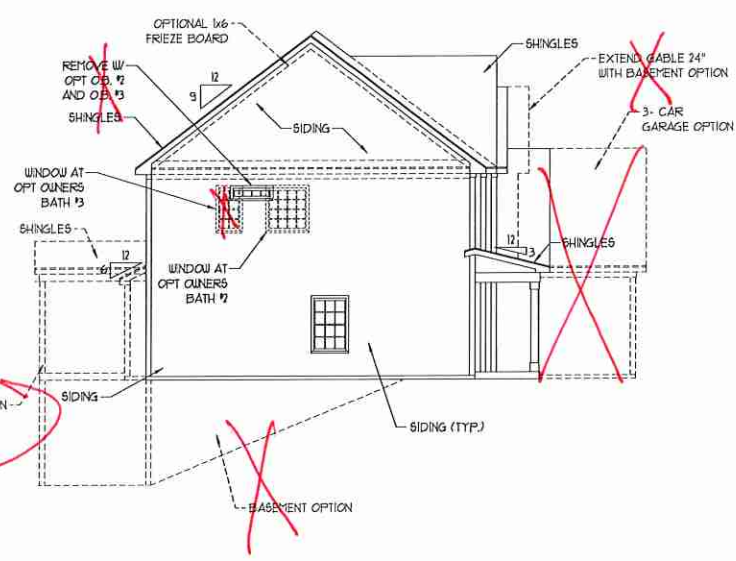 OPTIONAL 1x6
FRIEZE BOARD
REMOVE W/
OPT O.B. #2
AND O.B. #3
SHINGLES
12
9
SIDING
SHINGLES
EXTEND GABLE 24"
WITH BASEMENT OPTION
3- CAR
GARAGE OPTION
WINDOW AT
OPT OWNERS
BATH #3
SHINGLES
12
6
WINDOW AT
OPT OWNERS
BATH #2
12
3
SHINGLES
N
SIDING
SIDING (TYP.)
BASEMENT OPTION